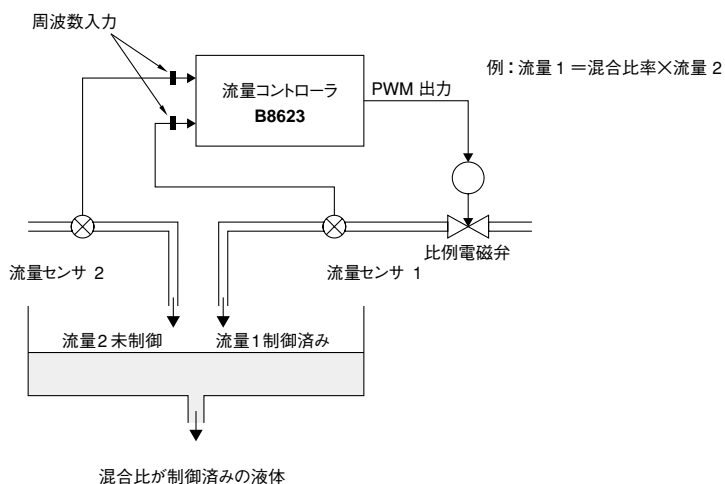 周波数入力
流量コントローラ
B8623
PWM 出力
例：流量 1 ＝混合比率×流量 2
比例電磁弁
流量センサ 2
流量センサ 1
流量2 未制御
流量1 制御済み
混合比が制御済みの液体